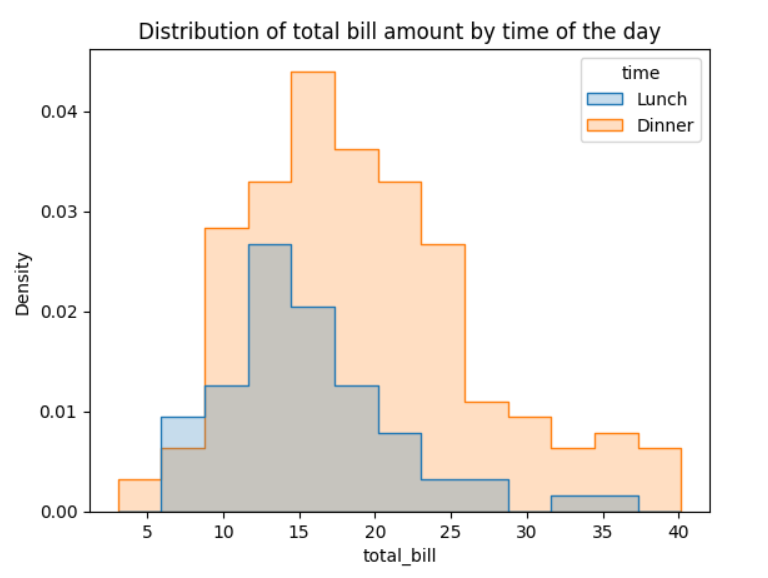 Distribution of total bill amount by time of the day
time
Lunch
Dinner
Density
0.04
0.03
0.02
0.01
0.00
5 10 15 20 25 30 35 40
total_bill